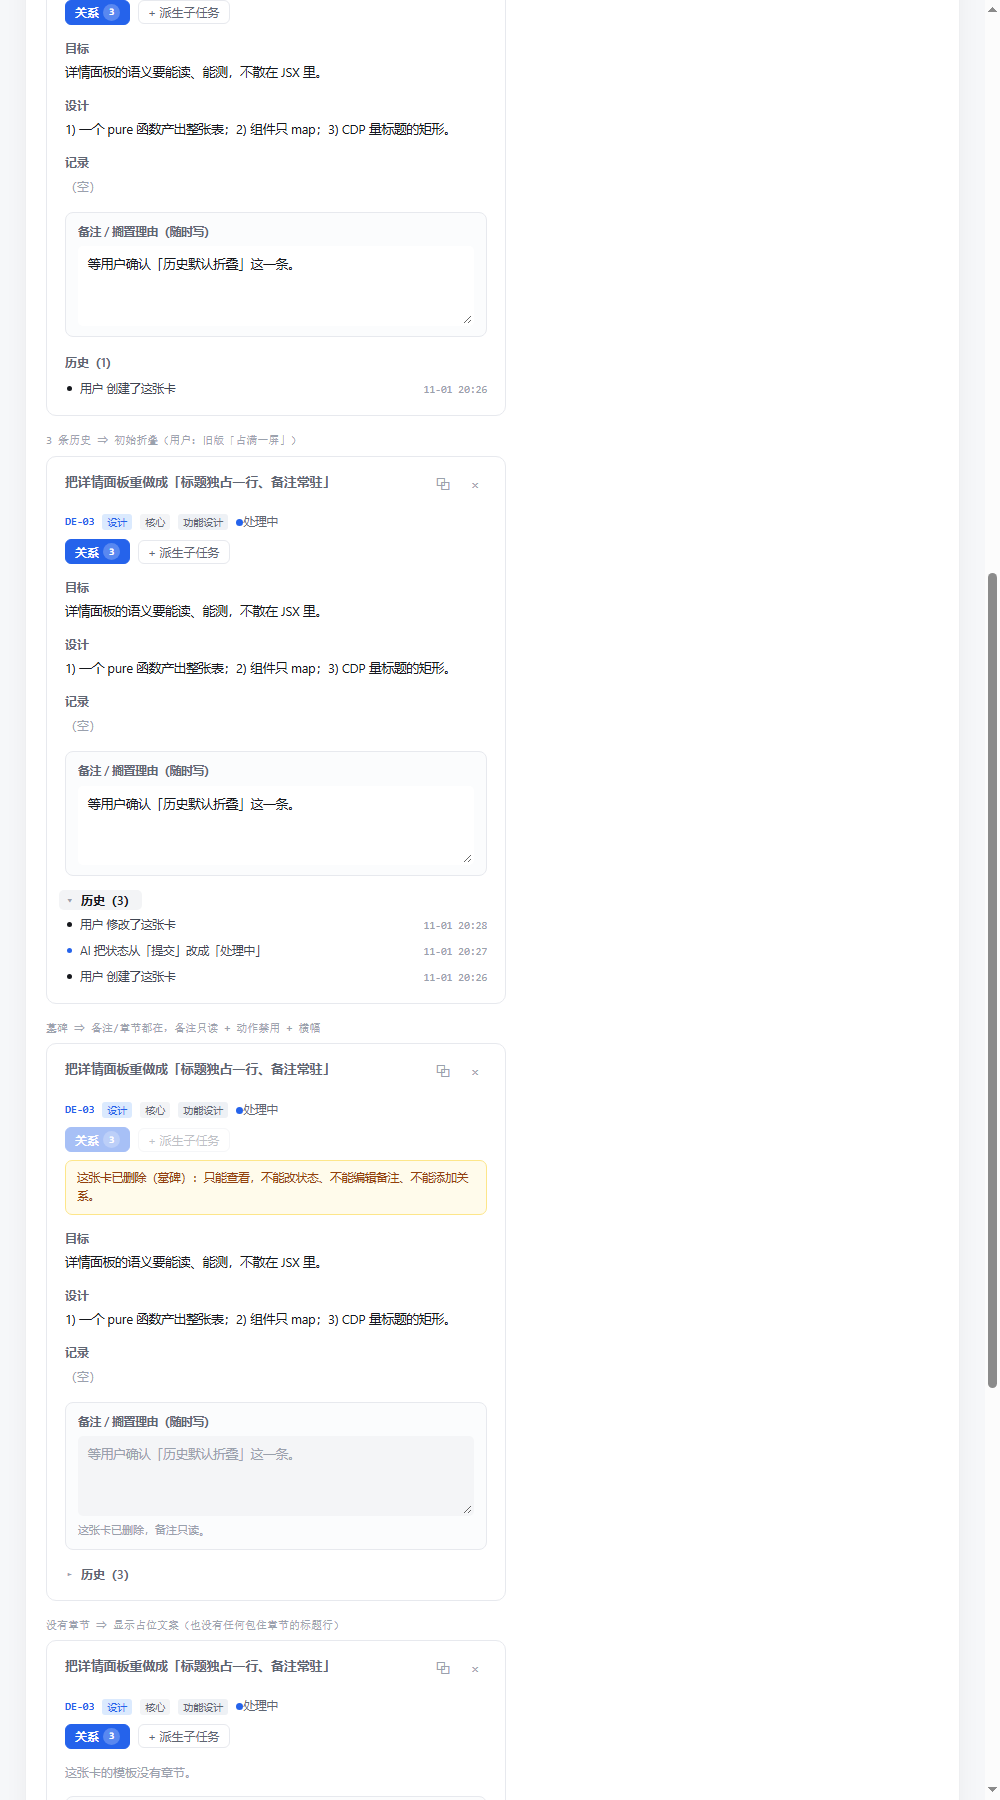 关系 3 + 派生子任务
目标
详情面板的语义要能读、能测，不散在 JSX 里。
设计
1) 一个 pure 函数产出整张表；2) 组件只 map；3) CDP 量标题的矩形。
记录
（空）
备注 / 搁置理由（随时写）
等用户确认「历史默认折叠」这一条。
历史（1）
用户 创建了这张卡 11-01 20:26
3 条历史 ⇒ 初始折叠（用户：旧版「占满一屏」）
把详情面板重做成「标题独占一行、备注常驻」 ×
DE-03 设计 核心 功能设计 处理中
关系 3 + 派生子任务
目标
详情面板的语义要能读、能测，不散在 JSX 里。
设计
1) 一个 pure 函数产出整张表；2) 组件只 map；3) CDP 量标题的矩形。
记录
（空）
备注 / 搁置理由（随时写）
等用户确认「历史默认折叠」这一条。
历史（3）
用户 修改了这张卡 11-01 20:28
AI 把状态从「提交」改成「处理中」 11-01 20:27
用户 创建了这张卡 11-01 20:26
墓碑 ⇒ 备注/章节都在，备注只读 + 动作禁用 + 横幅
把详情面板重做成「标题独占一行、备注常驻」 ×
DE-03 设计 核心 功能设计 处理中
关系 3 + 派生子任务
这张卡已删除（墓碑）：只能查看，不能改状态、不能编辑备注、不能添加关
系。
目标
详情面板的语义要能读、能测，不散在 JSX 里。
设计
1) 一个 pure 函数产出整张表；2) 组件只 map；3) CDP 量标题的矩形。
记录
（空）
备注 / 搁置理由（随时写）
等用户确认「历史默认折叠」这一条。
这张卡已删除，备注只读。
历史（3）
没有章节 ⇒ 显示占位文案（也没有任何包住章节的标题行）
把详情面板重做成「标题独占一行、备注常驻」 ×
DE-03 设计 核心 功能设计 处理中
关系 3 + 派生子任务
这张卡的模板没有章节。